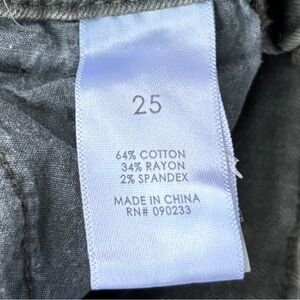 25
64% COTTON
34% RAYON
2% SPANDEX
MADE IN CHINA
RN# 090233